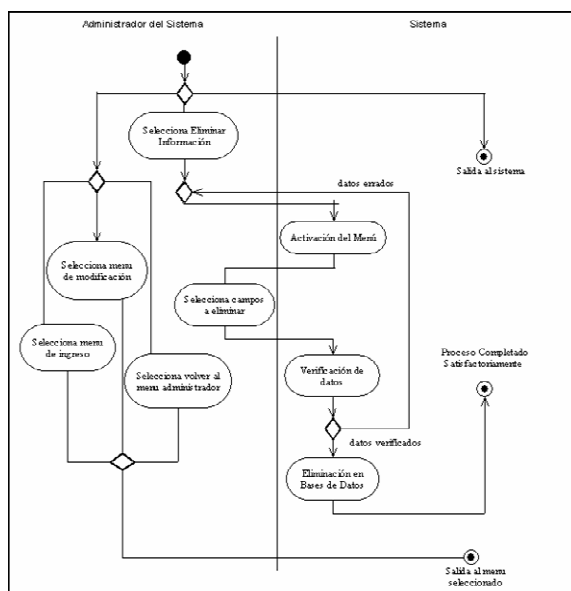 Administrador del Sistema
Sistema
Selecciona Eliminar
Información
Salida al sistema
datos errados
Activación del Menú
Selecciona menu
de modificación
Selecciona campos
a eliminar
Selecciona menu
de ingreso
Selecciona volver al
menu administrador
Verificación de
datos
Proceso Completado
Satisfactoriamente
datos verificados
Eliminación en
Bases de Datos
Salida al menu
seleccionado